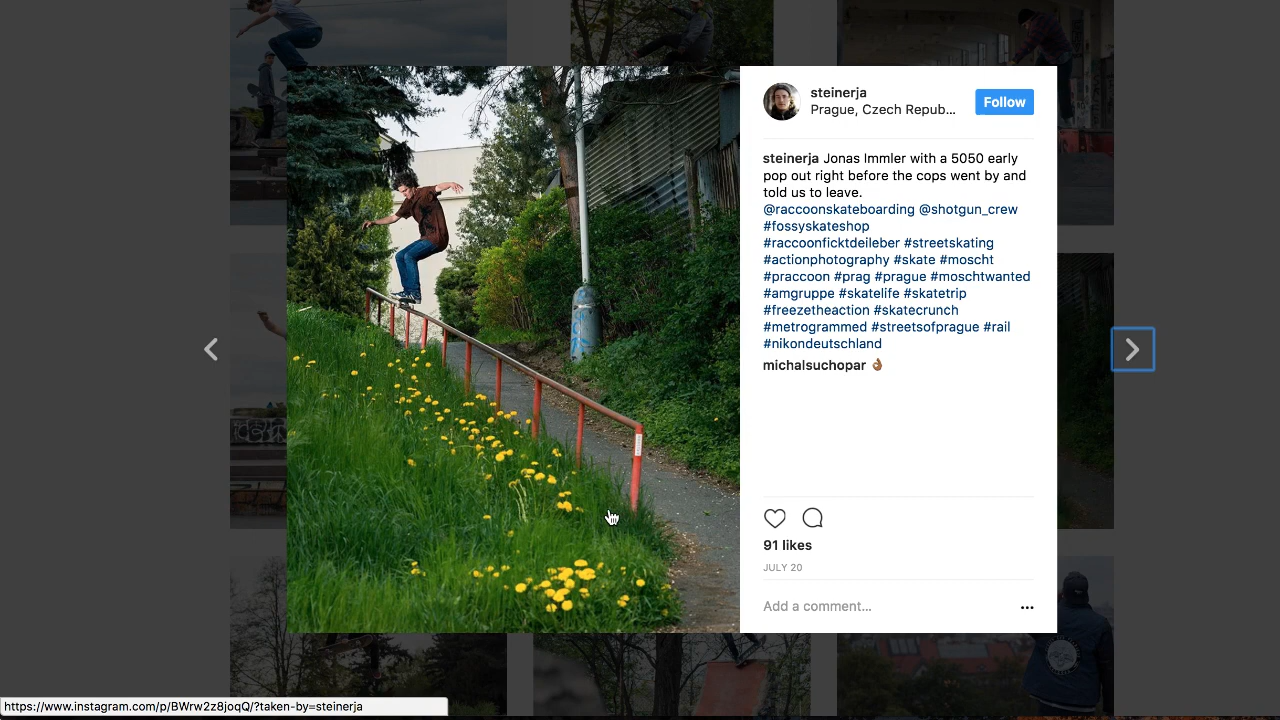 steinerja
Prague, Czech Repub...
Follow
steinerja Jonas Immler with a 5050 early
pop out right before the cops went by and
told us to leave.
@raccoonskateboarding @shotgun_crew
#fossyskateshop
#raccoonficktdeileber #streetskating
#actionphotography #skate #moscht
#praccoon #prag #prague #moschtwanted
#amgruppe #skatelife #skatetrip
#freezetheaction #skatecrunch
#metrogrammed #streetsofprague #rail
#nikondeutschland
michalsuchopar 👌🏾
91 likes
JULY 20
Add a comment...
https://www.instagram.com/p/BWrw2z8joqQ/?taken-by=steinerja